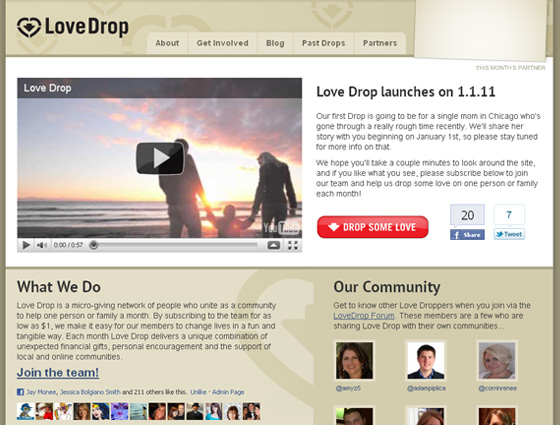 LoveDrop
About
Get Involved
Blog
Past Drops
Partners
THIS MONTH'S PARTNER
Love Drop
YouTube
0:00 / 0:57
Love Drop launches on 1.1.11
Our first Drop is going to be for a single mom in Chicago who's
gone through a really rough time recently. We'll share her
story with you beginning on January 1st, so please stay tuned
for more info on that.
We hope you'll take a couple minutes to look around the site,
and if you like what you see, please subscribe below to join
our team and help us drop some love on one person or family
each month!
DROP SOME LOVE
20
Share
7
Tweet
What We Do
Love Drop is a micro-giving network of people who unite as a community
to help one person or family a month. By subscribing to the team for as
low as $1, we make it easy for our members to change lives in a fun and
tangible way. Each month Love Drop delivers a unique combination of
unexpected financial gifts, personal encouragement and the support of
local and online communities.
Join the team!
Jay Monee, Jessica Bolgiano Smith and 211 others like this. Unlike · Admin Page
Our Community
Get to know other Love Droppers when you join via the
LoveDrop Forum. These members are a few who are
sharing Love Drop with their own communities...
@amyz5
@adampiplica
@corrinrenee